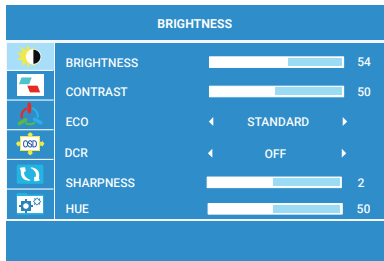 BRIGHTNESS
BRIGHTNESS 54
CONTRAST 50
ECO STANDARD
OSD
DCR OFF
SHARPNESS 2
HUE 50